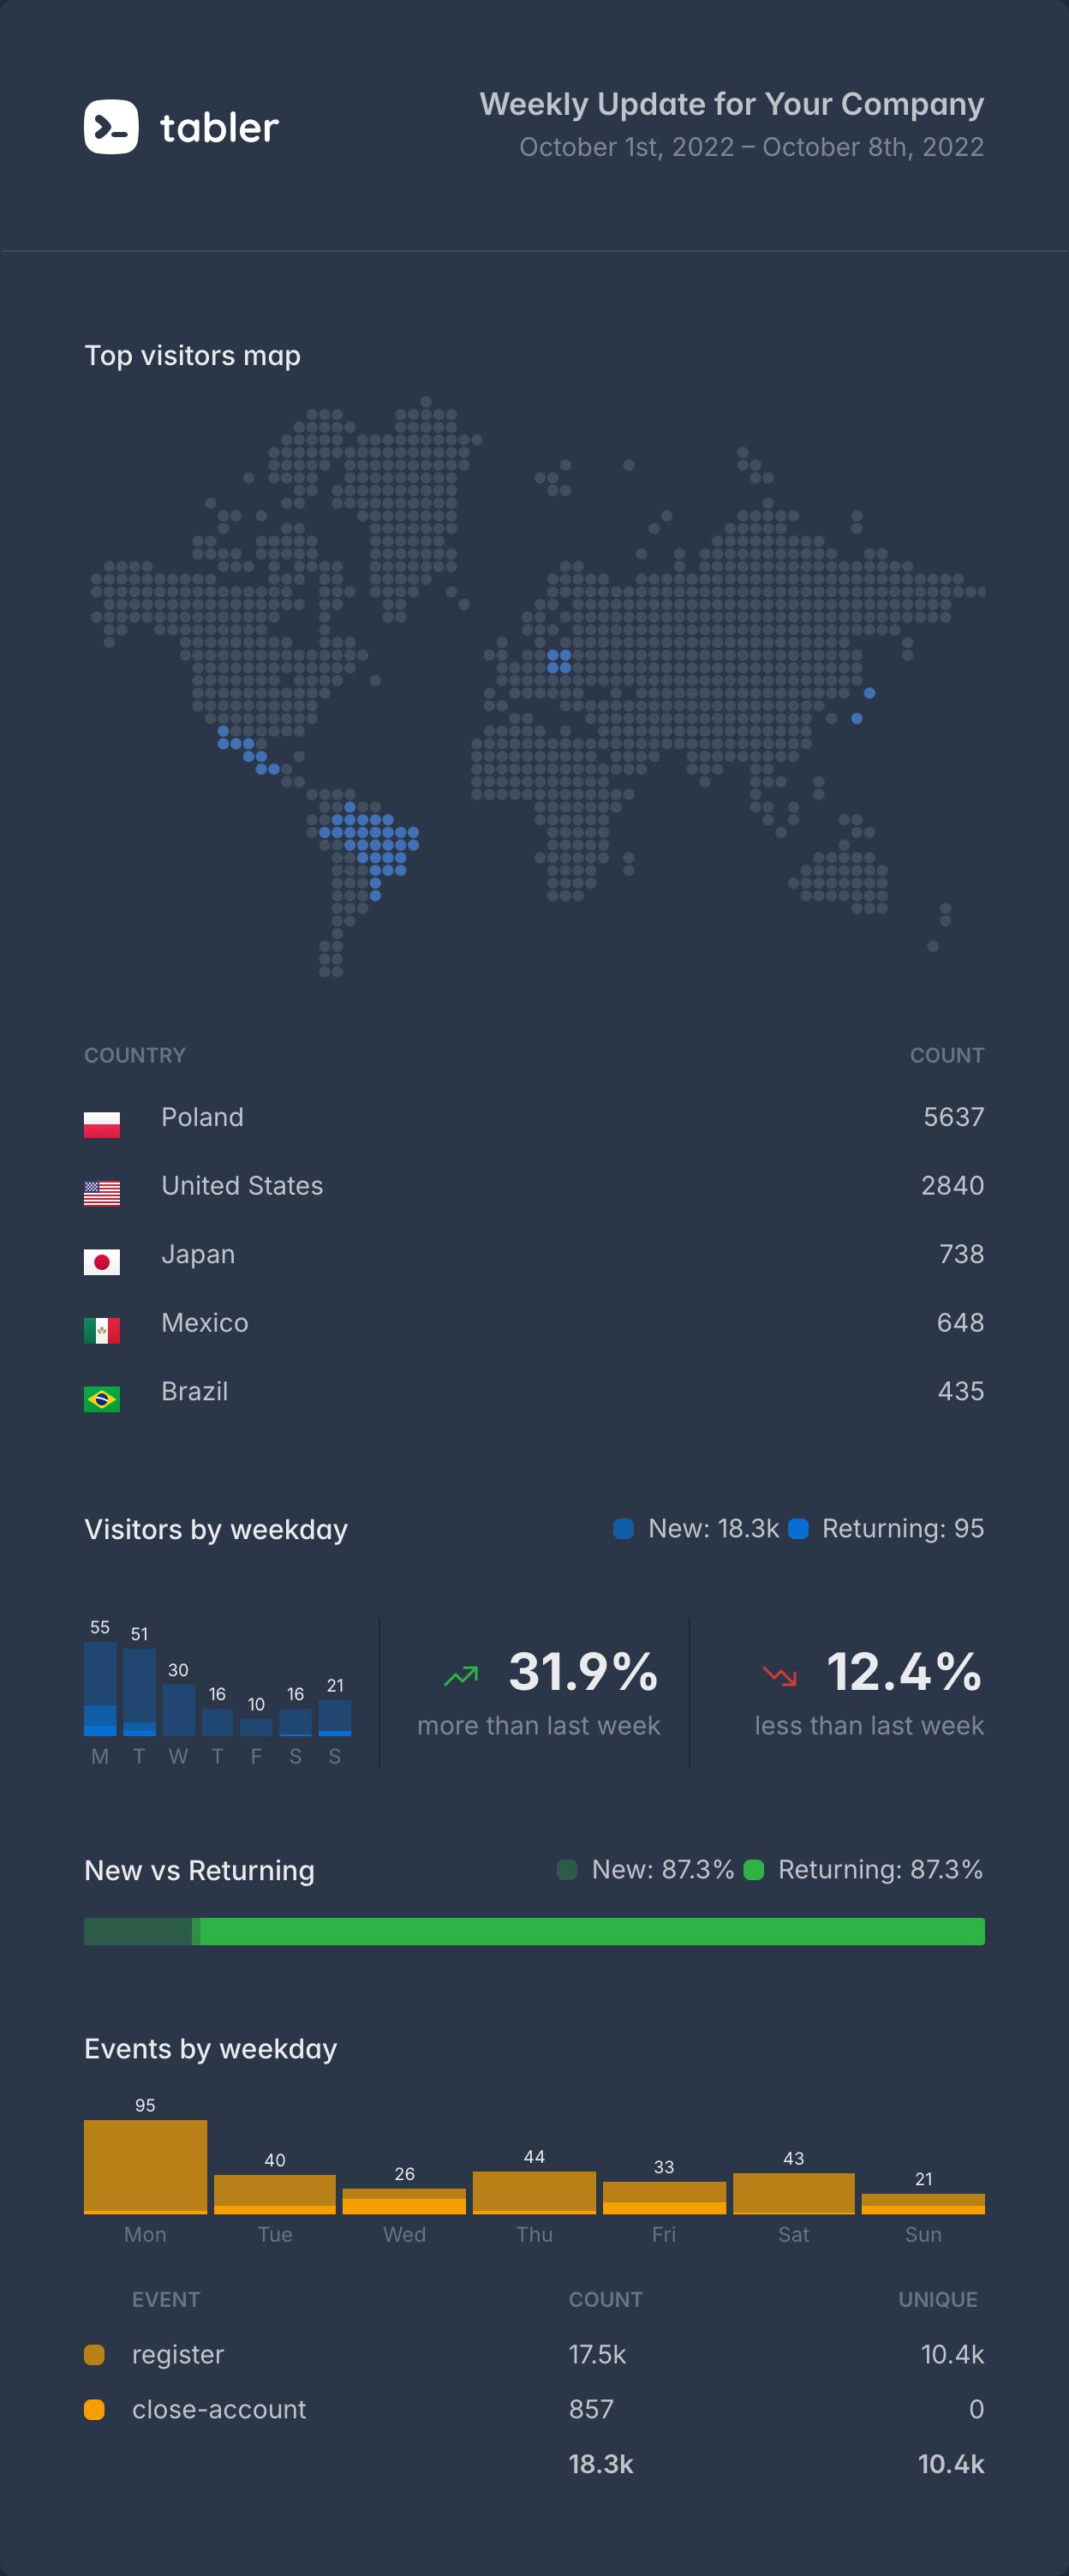 tabler
Weekly Update for Your Company
October 1st, 2022 – October 8th, 2022
Top visitors map
COUNTRY COUNT
Poland 5637
United States 2840
Japan 738
Mexico 648
Brazil 435
Visitors by weekday New: 18.3k Returning: 95
55 51 30 16 10 16 21
M T W T F S S
31.9%
more than last week
12.4%
less than last week
New vs Returning New: 87.3% Returning: 87.3%
Events by weekday
95 40 26 44 33 43 21
Mon Tue Wed Thu Fri Sat Sun
EVENT COUNT UNIQUE
register 17.5k 10.4k
close-account 857 0
18.3k 10.4k